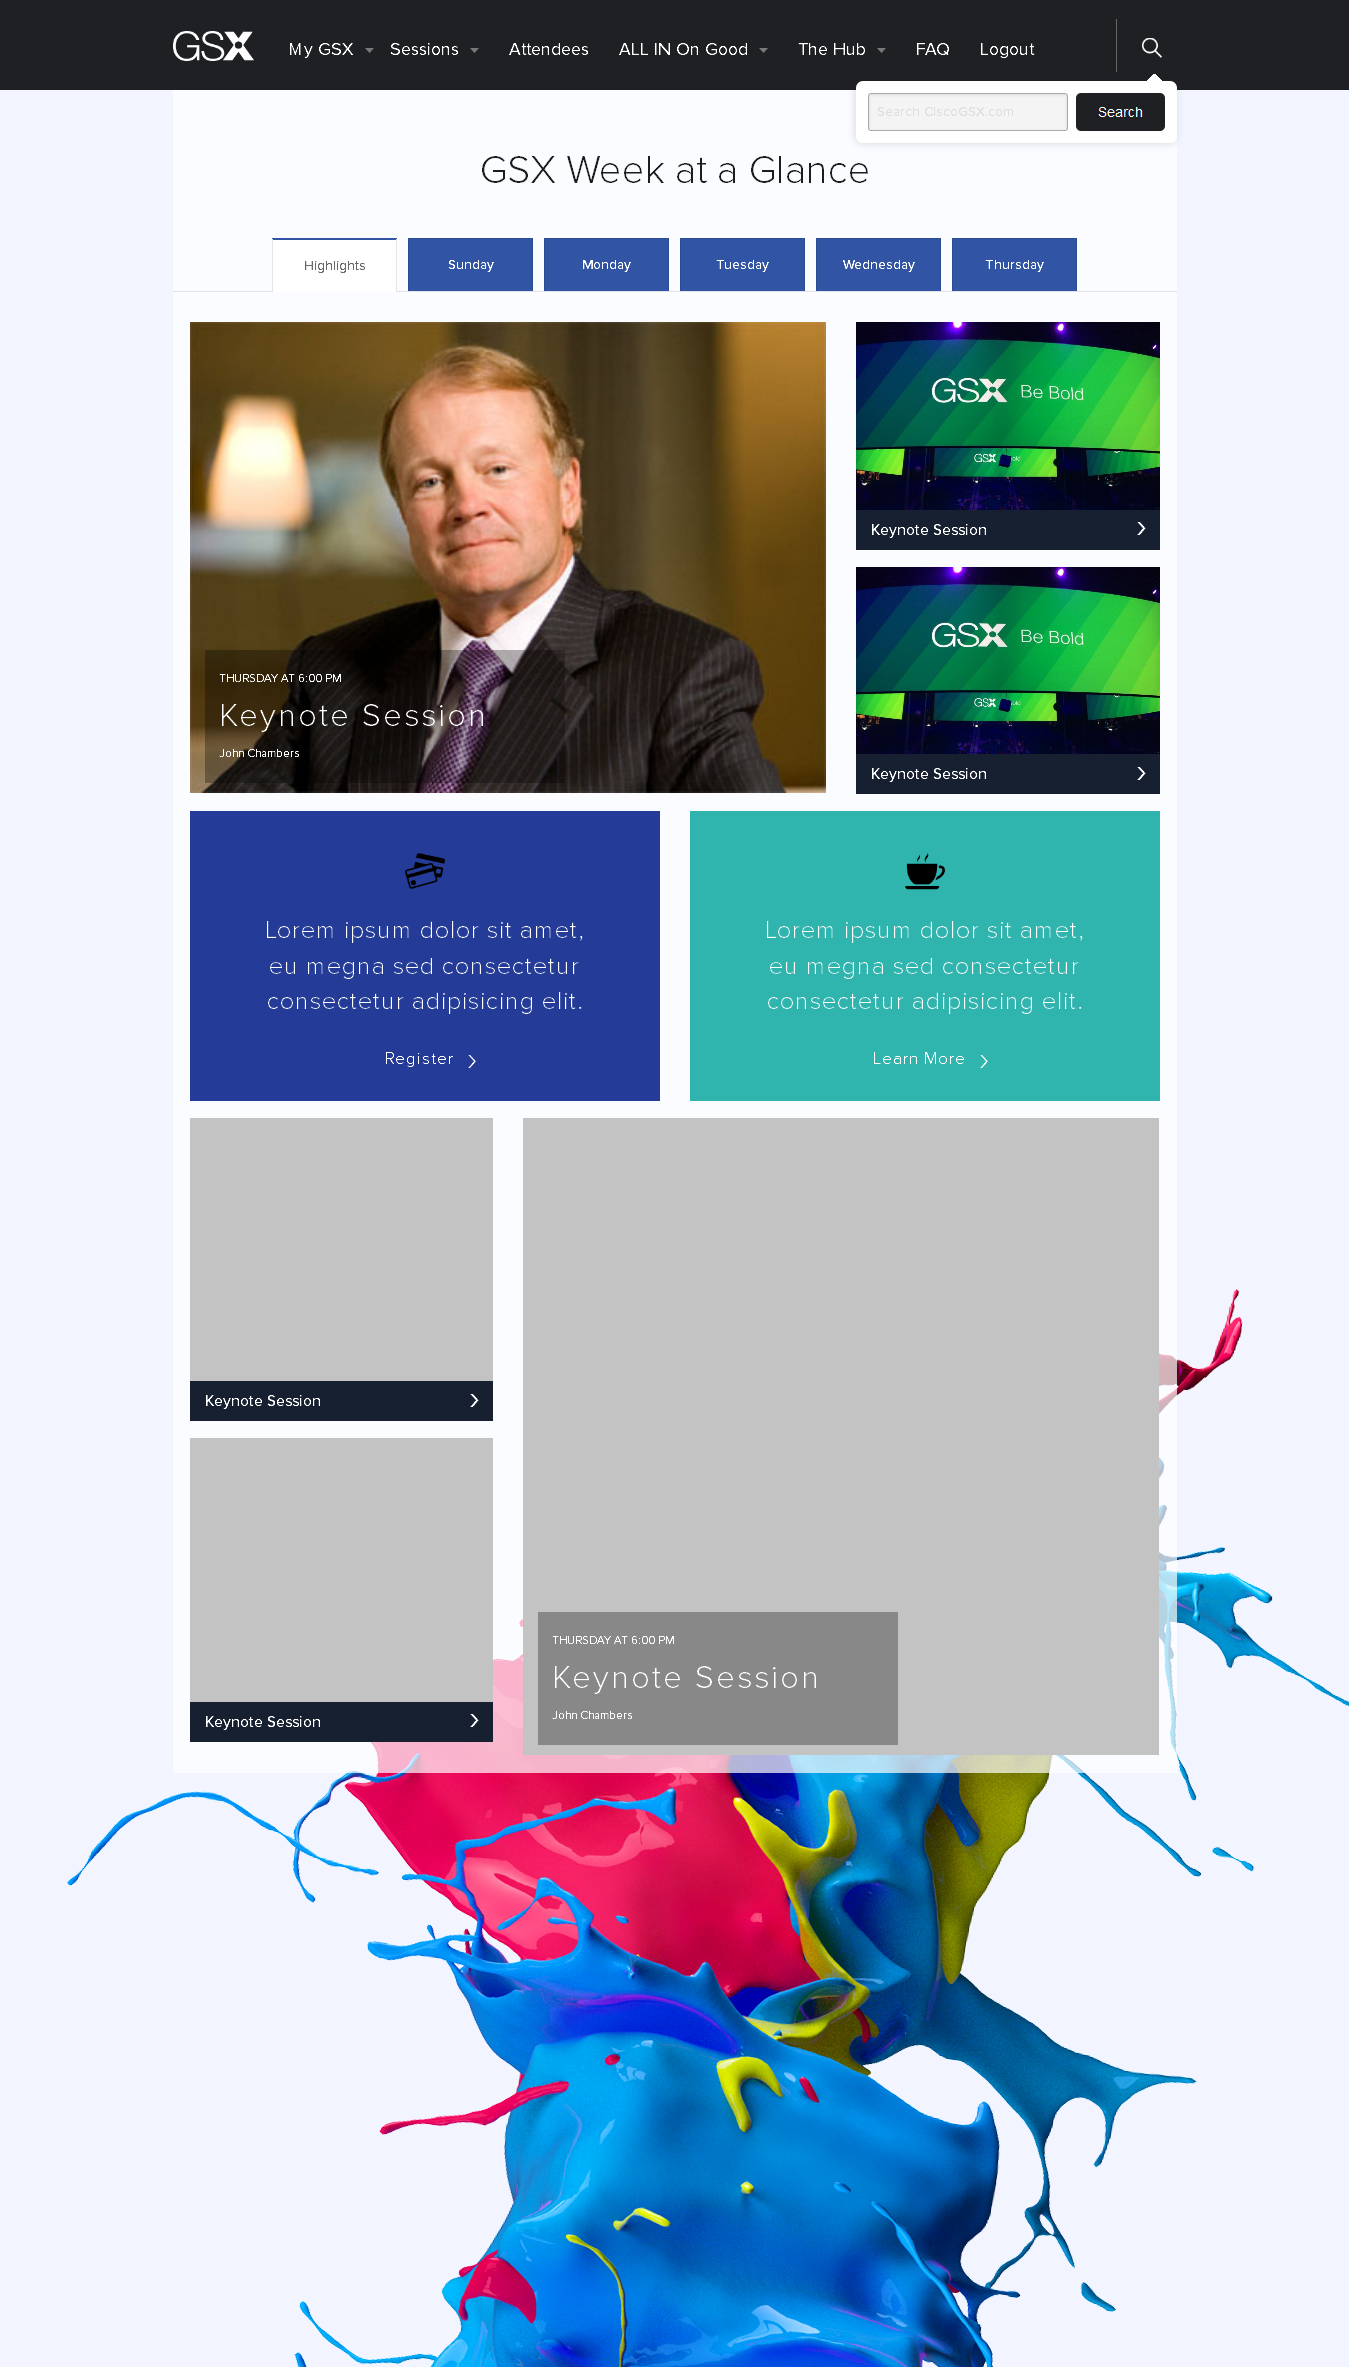 GSX
My GSX
Sessions
Attendees
ALL IN On Good
The Hub
FAQ
Logout
Search CiscoGSX.com
Search
GSX Week at a Glance
Highlights
Sunday
Monday
Tuesday
Wednesday
Thursday
GSX Be Bold
GSX
Keynote Session
GSX Be Bold
GSX
Keynote Session
THURSDAY AT 6:00 PM
Keynote Session
John Chambers
Lorem ipsum dolor sit amet,
eu megna sed consectetur
consectetur adipisicing elit.
Register
Lorem ipsum dolor sit amet,
eu megna sed consectetur
consectetur adipisicing elit.
Learn More
Keynote Session
Keynote Session
THURSDAY AT 6:00 PM
Keynote Session
John Chambers